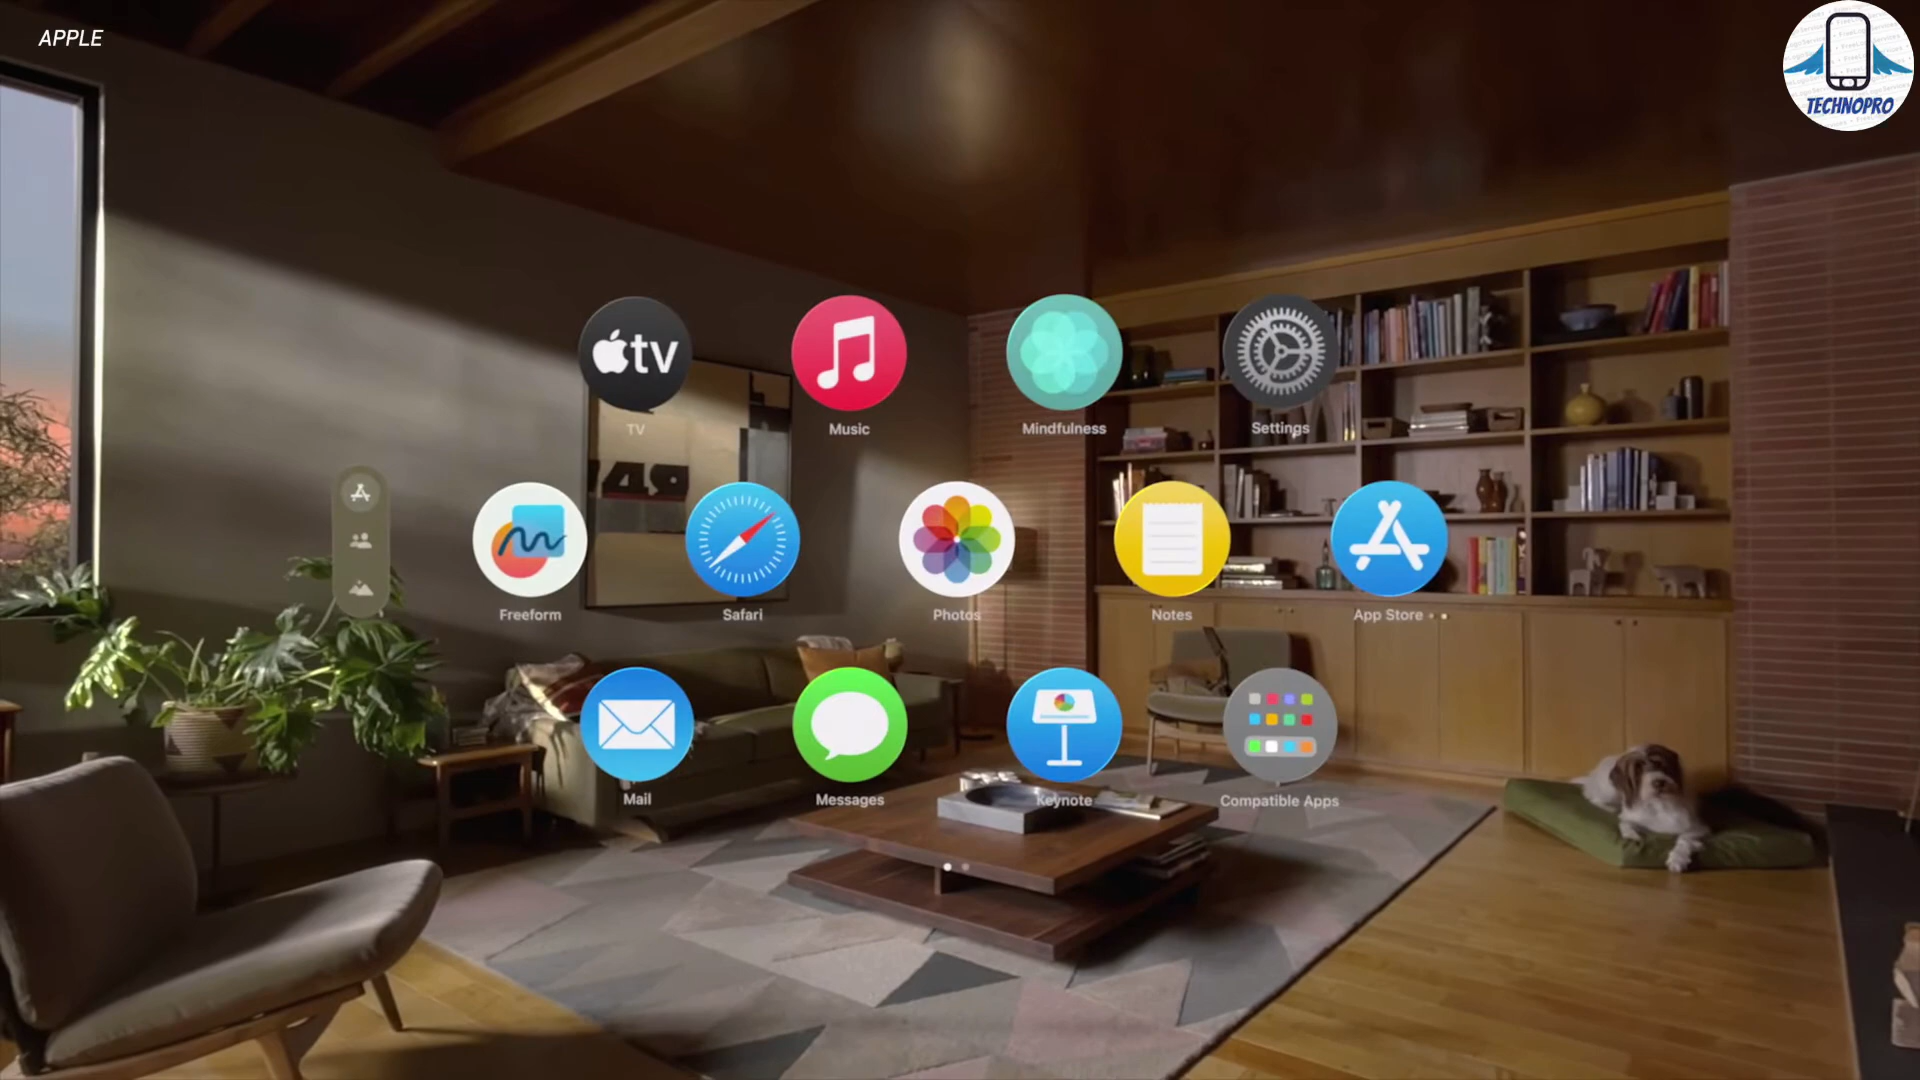 APPLE
TECHNOPRO
tv
TV
Music
Mindfulness
Settings
Freeform
Safari
Photos
Notes
App Store
Mail
Messages
Keynote
Compatible Apps